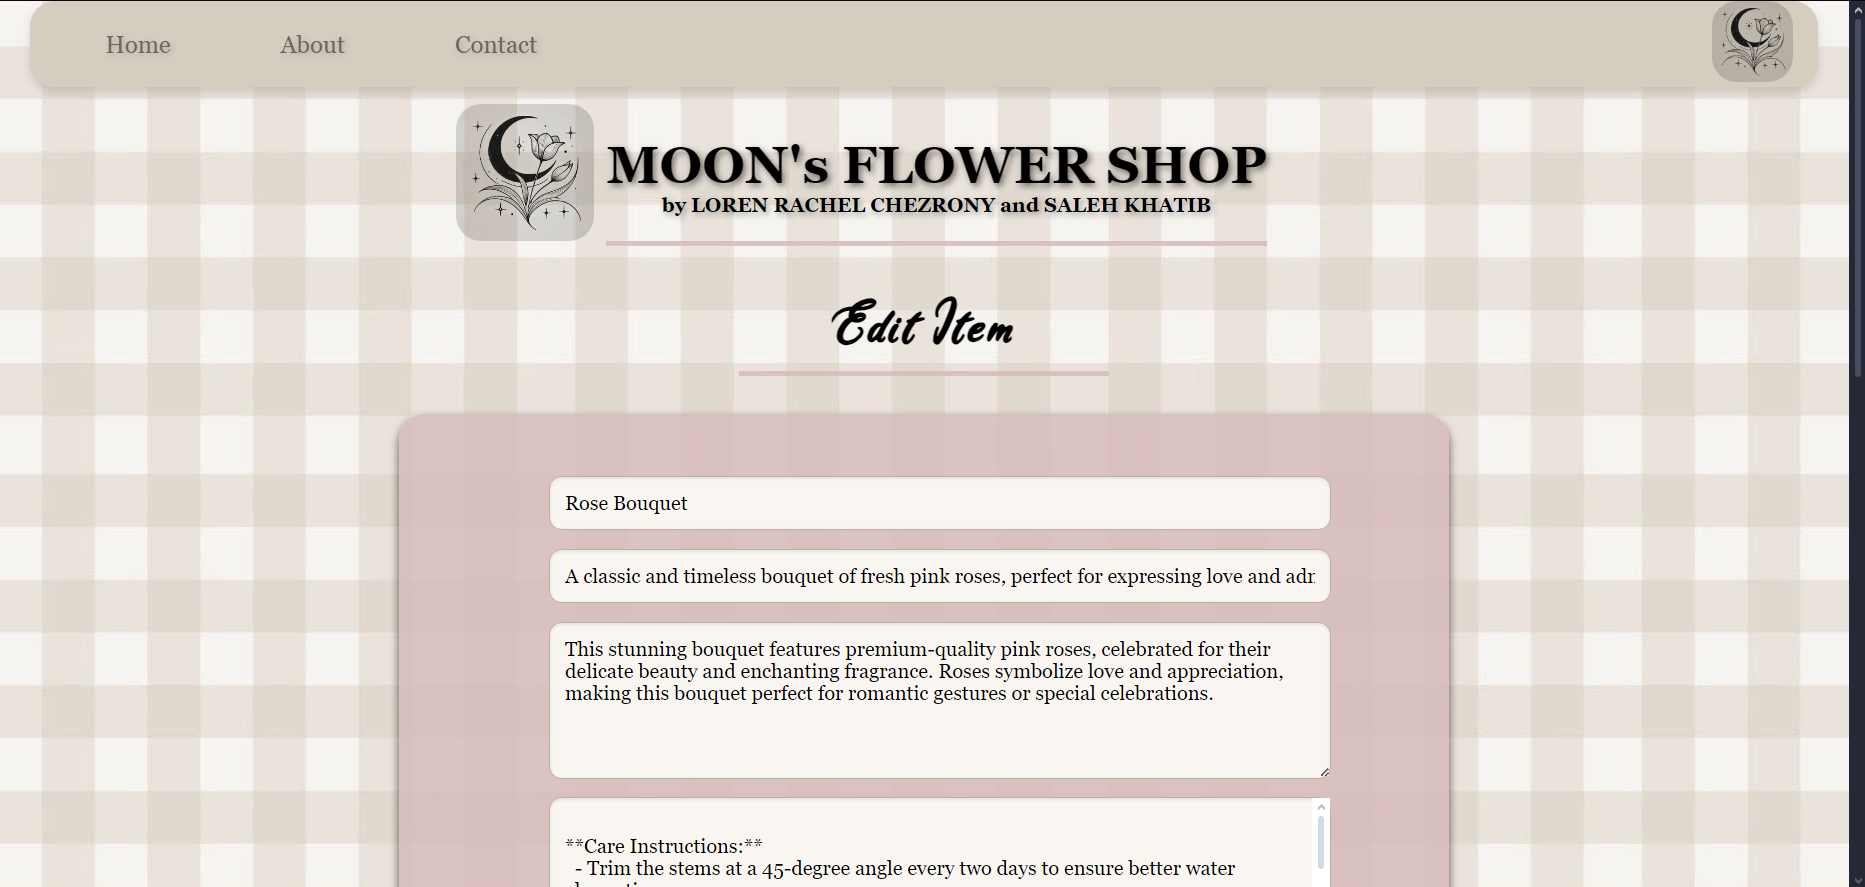 Home About Contact
MOON's FLOWER SHOP
by LOREN RACHEL CHEZRONY and SALEH KHATIB
Edit Item
Rose Bouquet
A classic and timeless bouquet of fresh pink roses, perfect for expressing love and
This stunning bouquet features premium-quality pink roses, celebrated for their
delicate beauty and enchanting fragrance. Roses symbolize love and appreciation,
making this bouquet perfect for romantic gestures or special celebrations.
**Care Instructions:**
- Trim the stems at a 45-degree angle every two days to ensure better water